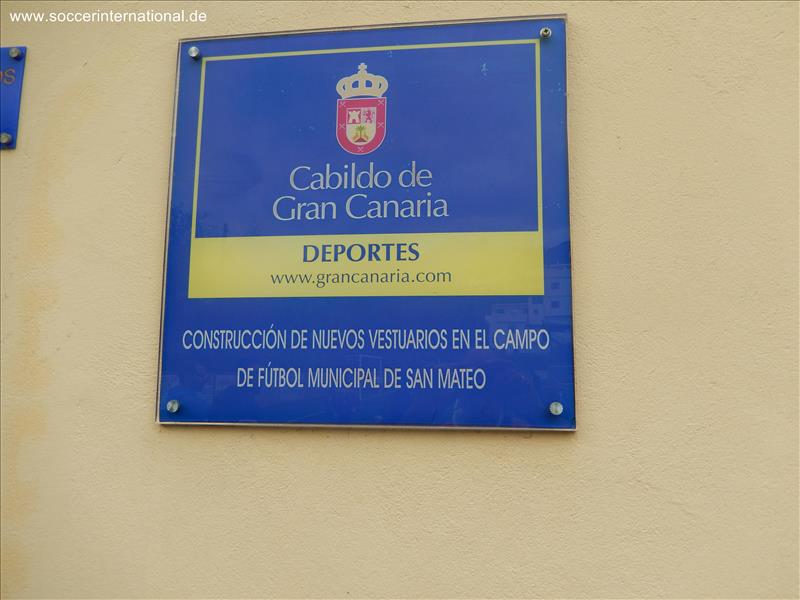 www.soccerinternational.de
os
Cabildo de
Gran Canaria
DEPORTES
www.grancanaria.com
CONSTRUCCIÓN DE NUEVOS VESTUARIOS EN EL CAMPO
DE FÚTBOL MUNICIPAL DE SAN MATEO